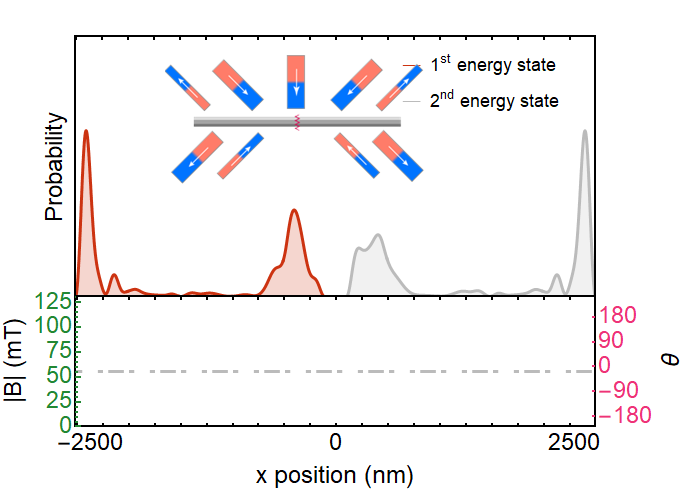 1st energy state
2nd energy state
Probability
125
100
75
50
25
0
|B| (mT)
180
90
0
−90
−180
θ
−2500
0
2500
x position (nm)